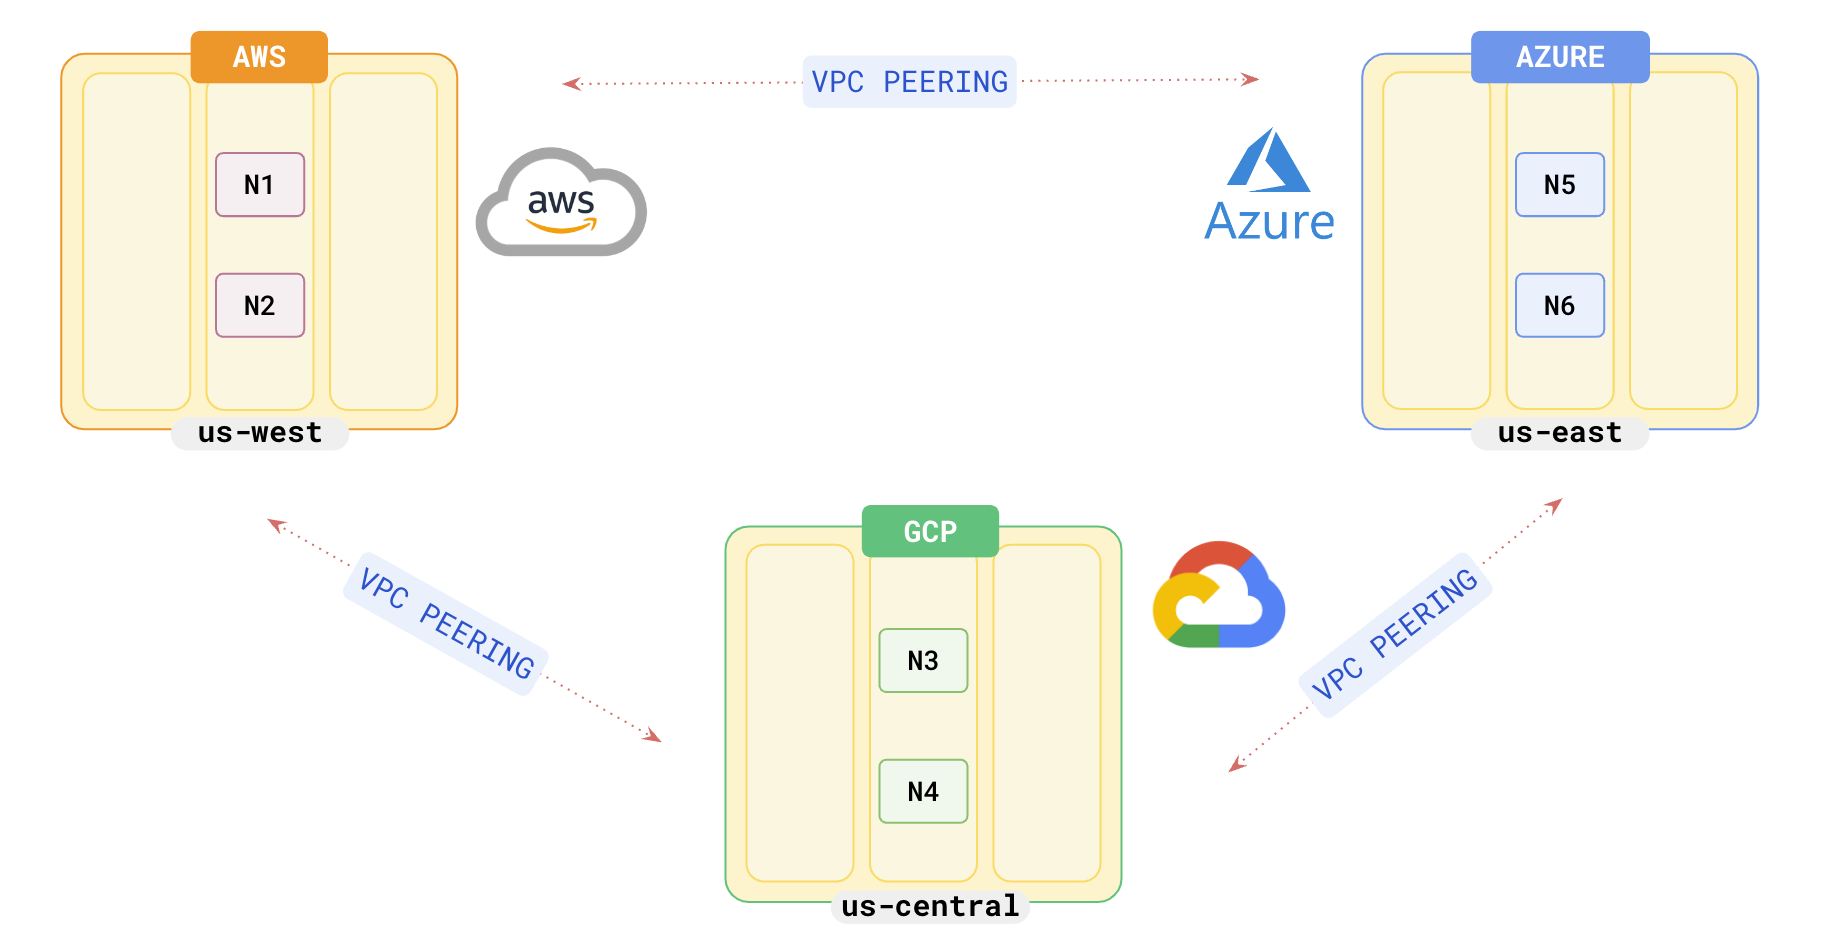 AWS
VPC PEERING
AZURE
N1
aws
Azure
N5
N2
N6
us-west
us-east
VPC PEERING
GCP
VPC PEERING
N3
N4
us-central